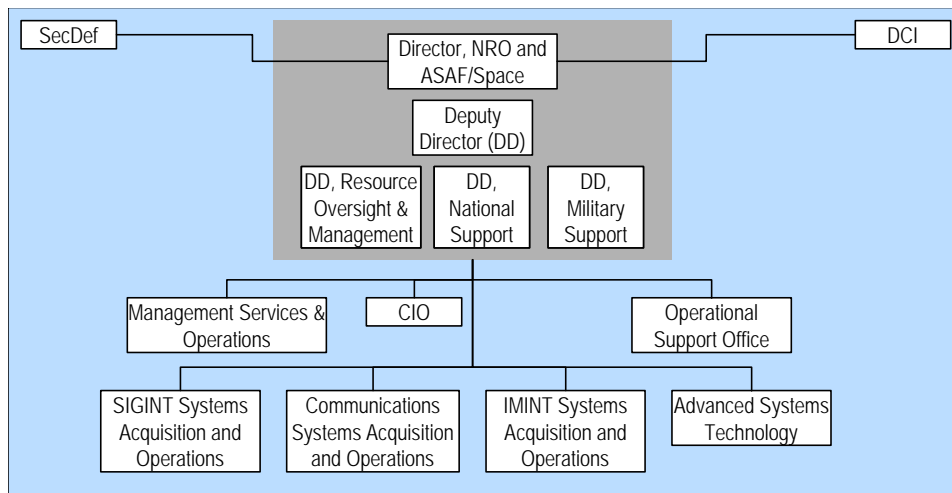 SecDef
Director, NRO and
ASAF/Space
DCI
Deputy
Director (DD)
DD, Resource
Oversight &
Management
DD,
National
Support
DD,
Military
Support
Management Services &
Operations
CIO
Operational
Support Office
SIGINT Systems
Acquisition and
Operations
Communications
Systems Acquisition
and Operations
IMINT Systems
Acquisition and
Operations
Advanced Systems
Technology